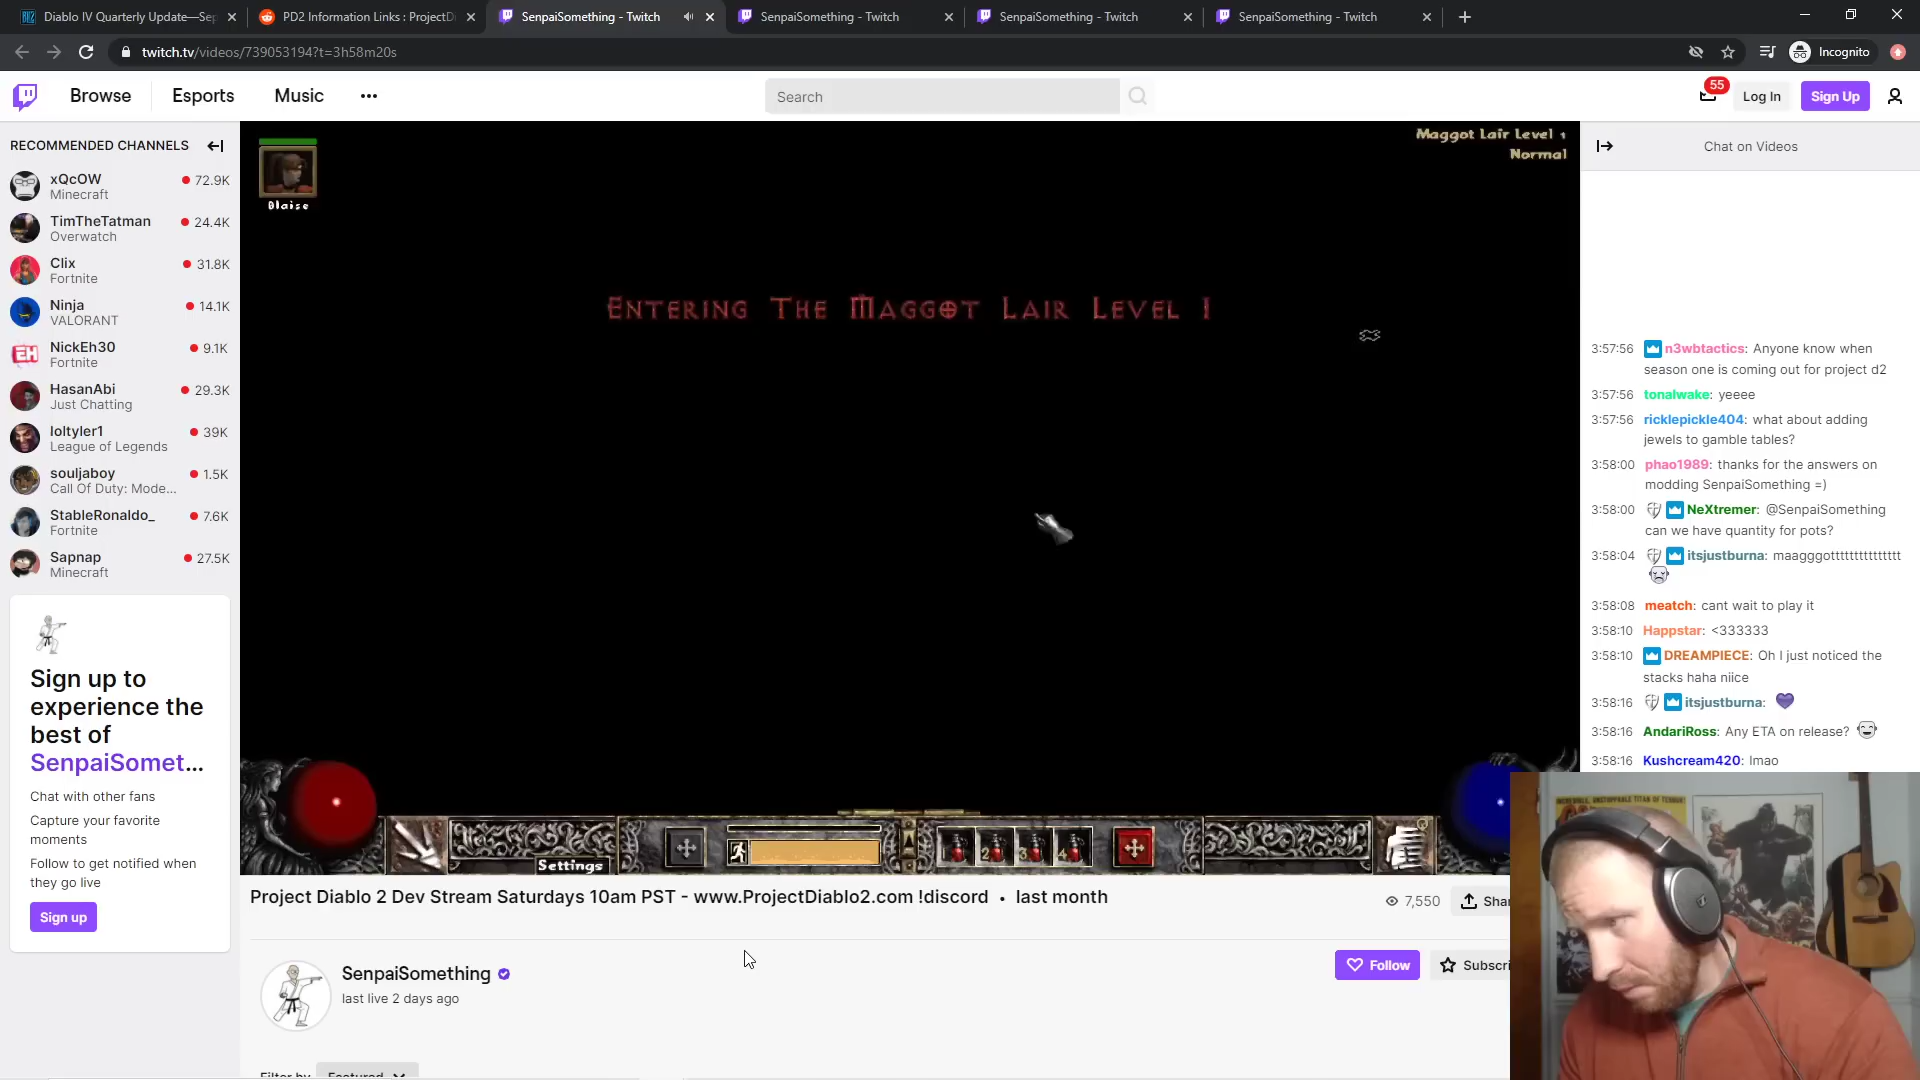 Diablo IV Quarterly Update—Sep
PD2 Information Links : ProjectDi
SenpaiSomething - Twitch
SenpaiSomething - Twitch
SenpaiSomething - Twitch
SenpaiSomething - Twitch
twitch.tv/videos/739053194?t=3h58m20s
Incognito
Browse
Esports
Music
Search
55
Log In
Sign Up
RECOMMENDED CHANNELS
xQcOW
72.9K
Minecraft
TimTheTatman
24.4K
Overwatch
Clix
31.8K
Fortnite
Ninja
14.1K
VALORANT
NickEh30
9.1K
Fortnite
HasanAbi
29.3K
Just Chatting
loltyler1
39K
League of Legends
souljaboy
1.5K
Call Of Duty: Mode...
StableRonaldo_
7.6K
Fortnite
Sapnap
27.5K
Minecraft
Sign up to
experience the
best of
SenpaiSomet...
Chat with other fans
Capture your favorite
moments
Follow to get notified when
they go live
Sign up
Blaise
Maggot Lair Level 1
Normal
Entering The Maggot Lair Level 1
Settings
2
3
4
Project Diablo 2 Dev Stream Saturdays 10am PST - www.ProjectDiablo2.com !discord • last month
7,550
Shar
SenpaiSomething
last live 2 days ago
Follow
Subscri
Filter by
Featured
Chat on Videos
3:57:56 n3wbtactics: Anyone know when
season one is coming out for project d2
3:57:56 tonalwake: yeeee
3:57:56 ricklepickle404: what about adding
jewels to gamble tables?
3:58:00 phao1989: thanks for the answers on
modding SenpaiSomething =)
3:58:00 NeXtremer: @SenpaiSomething
can we have quantity for pots?
3:58:04 itsjustburna: maagggottttttttttttttt
3:58:08 meatch: cant wait to play it
3:58:10 Happstar: <333333
3:58:10 DREAMPIECE: Oh I just noticed the
stacks haha niice
3:58:16 itsjustburna:
3:58:16 AndariRoss: Any ETA on release?
3:58:16 Kushcream420: lmao